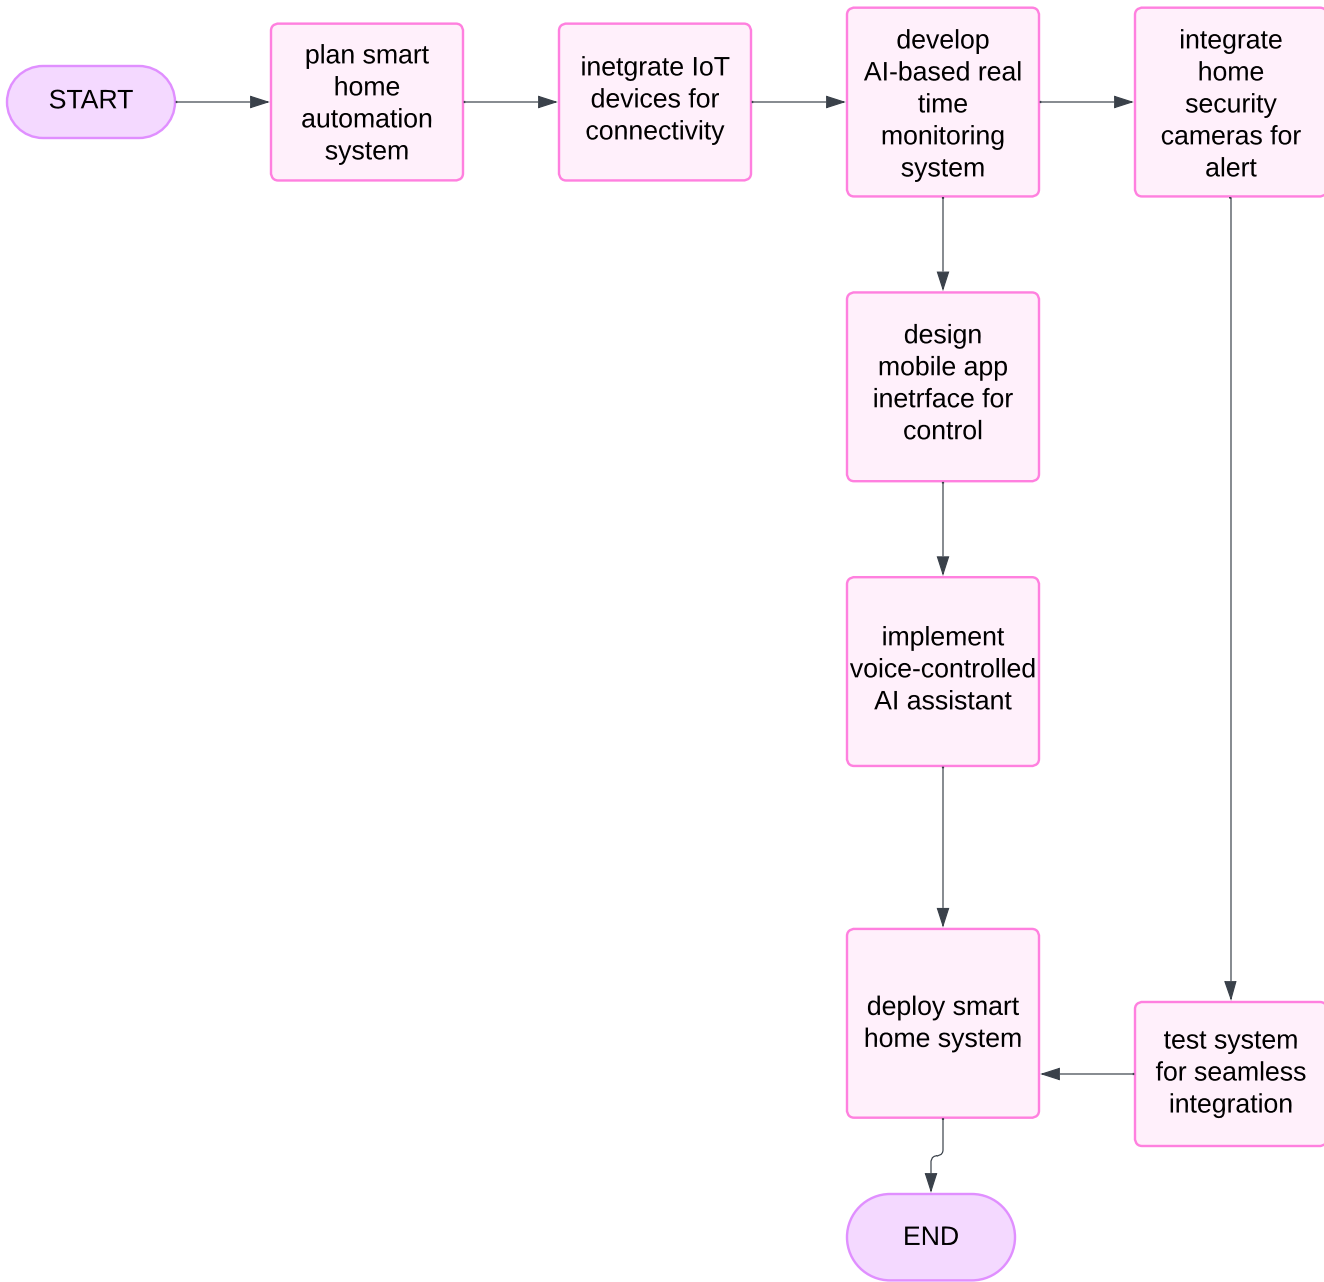 START
plan smart
home
automation
system
inetgrate IoT
devices for
connectivity
develop
AI-based real
time
monitoring
system
integrate
home
security
cameras for
alert
design
mobile app
inetrface for
control
implement
voice-controlled
AI assistant
deploy smart
home system
test system
for seamless
integration
END